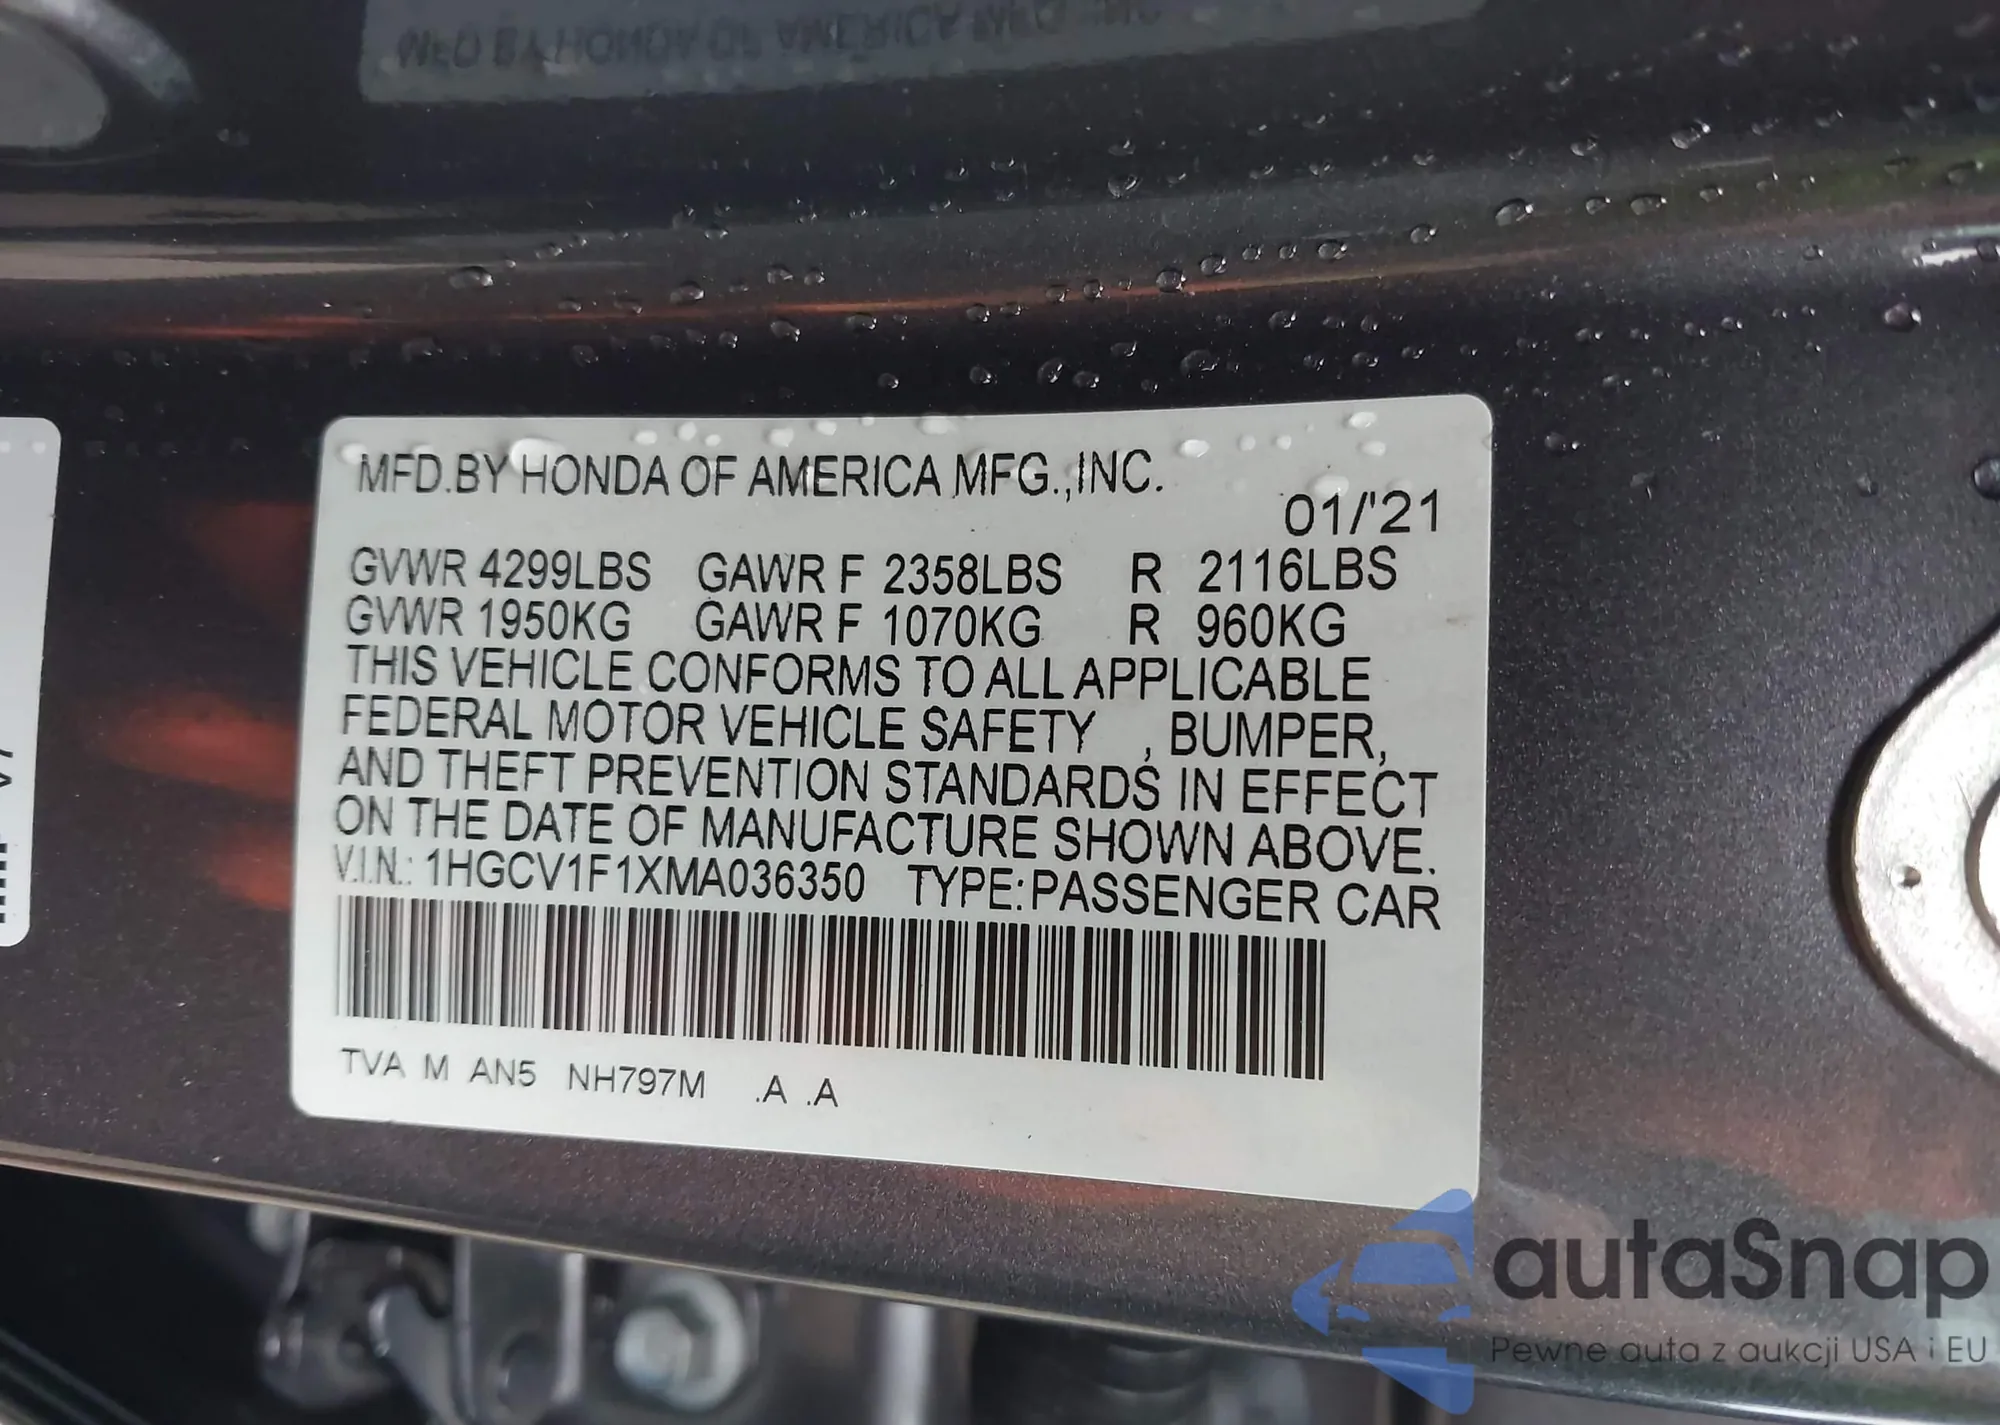 MFD.BY HONDA OF AMERICA MFG.,INC.
01/'21
GVWR 4299LBS GAWR F 2358LBS R 2116LBS
GVWR 1950KG GAWR F 1070KG R 960KG
THIS VEHICLE CONFORMS TO ALL APPLICABLE
FEDERAL MOTOR VEHICLE SAFETY , BUMPER,
AND THEFT PREVENTION STANDARDS IN EFFECT
ON THE DATE OF MANUFACTURE SHOWN ABOVE.
V.I.N.: 1HGCV1F1XMA036350 TYPE:PASSENGER CAR
TVA M AN5 NH797M .A .A
autaSnap
Pewne auta z aukcji USA i EU